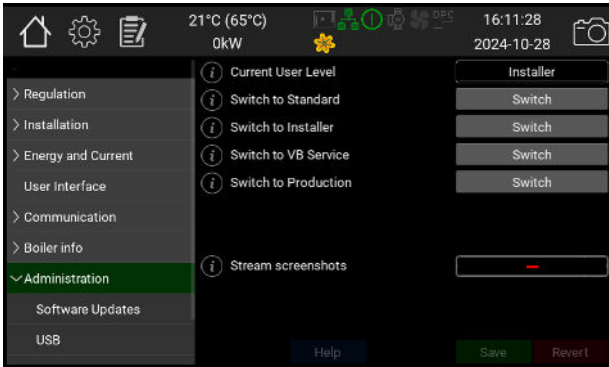 21°C (65°C)
0kW
DPC
16:11:28
2024-10-28
Regulation
Installation
Energy and Current
User Interface
Communication
Boiler info
Administration
Software Updates
USB
i Current User Level Installer
i Switch to Standard Switch
i Switch to Installer Switch
i Switch to VB Service Switch
i Switch to Production Switch
i Stream screenshots —
Help Save Revert